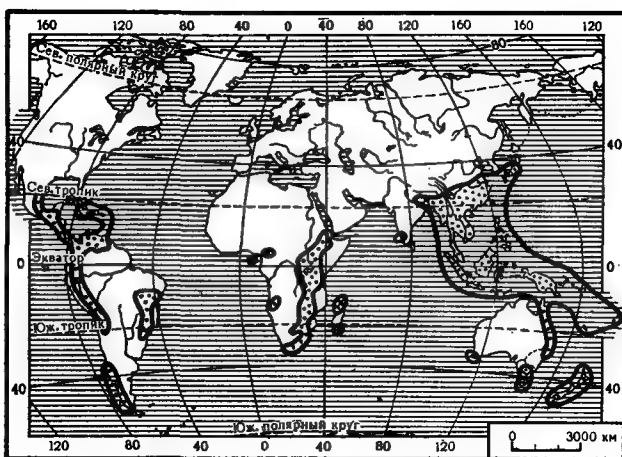 120 80 40 0 40 80 120 160 160 120
80
Сев. полярный круг
40 40
Сев. тропик
Экватор
0 0
Юж. тропик
40 40
Юж. полярный круг
120 80 40 0 40 80 120
0 3000 км